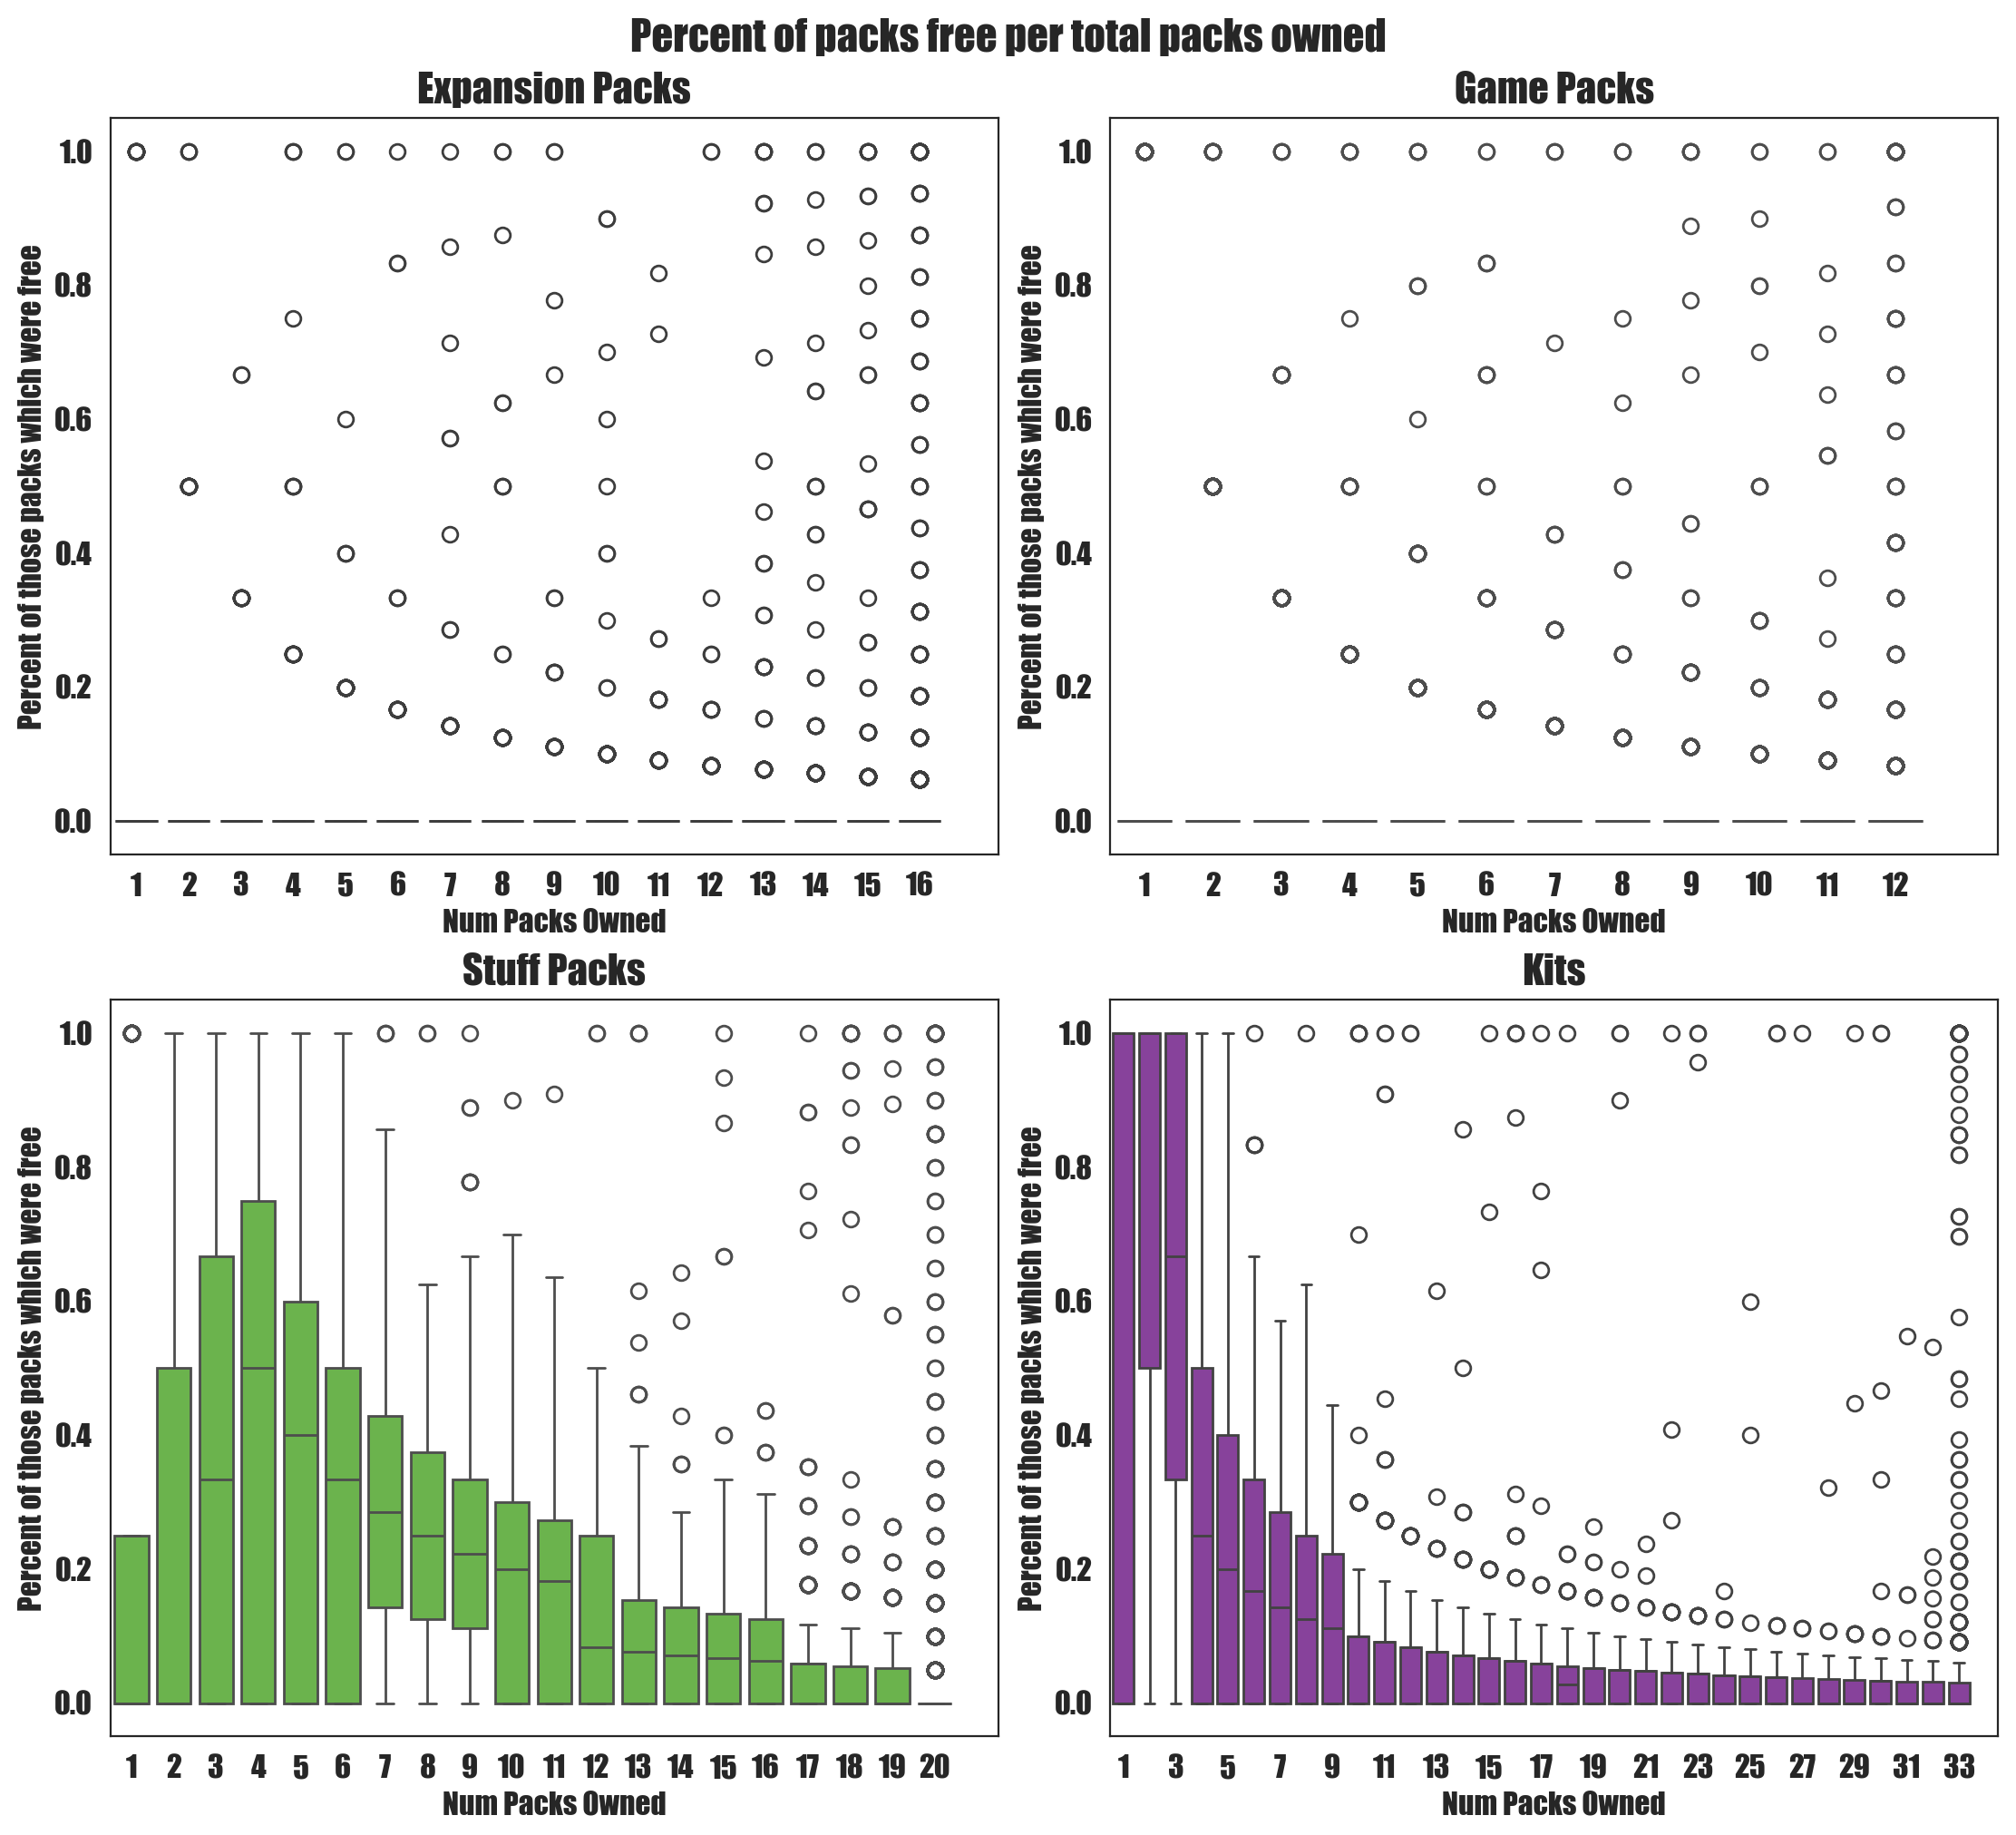 Percent of packs free per total packs owned
Expansion Packs
Percent of those packs which were free
1.0
0.8
0.6
0.4
0.2
0.0
1 2 3 4 5 6 7 8 9 10 11 12 13 14 15 16
Num Packs Owned
Game Packs
Percent of those packs which were free
1.0
0.8
0.6
0.4
0.2
0.0
1 2 3 4 5 6 7 8 9 10 11 12
Num Packs Owned
Stuff Packs
Percent of those packs which were free
1.0
0.8
0.6
0.4
0.2
0.0
1 2 3 4 5 6 7 8 9 10 11 12 13 14 15 16 17 18 19 20
Num Packs Owned
Kits
Percent of those packs which were free
1.0
0.8
0.6
0.4
0.2
0.0
1 3 5 7 9 11 13 15 17 19 21 23 25 27 29 31 33
Num Packs Owned